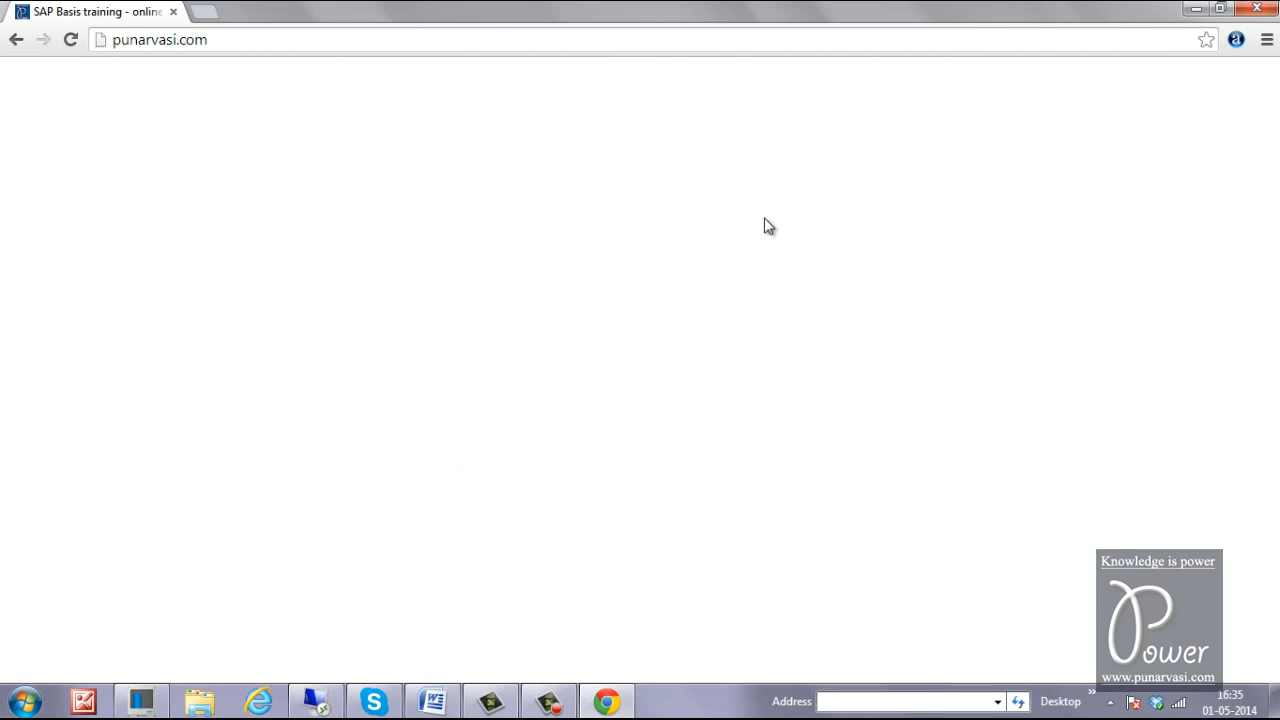 SAP Basis training - online
punarvasi.com
Knowledge is power
Power
www.punarvasi.com
Address
Desktop
16:35
01-05-2014